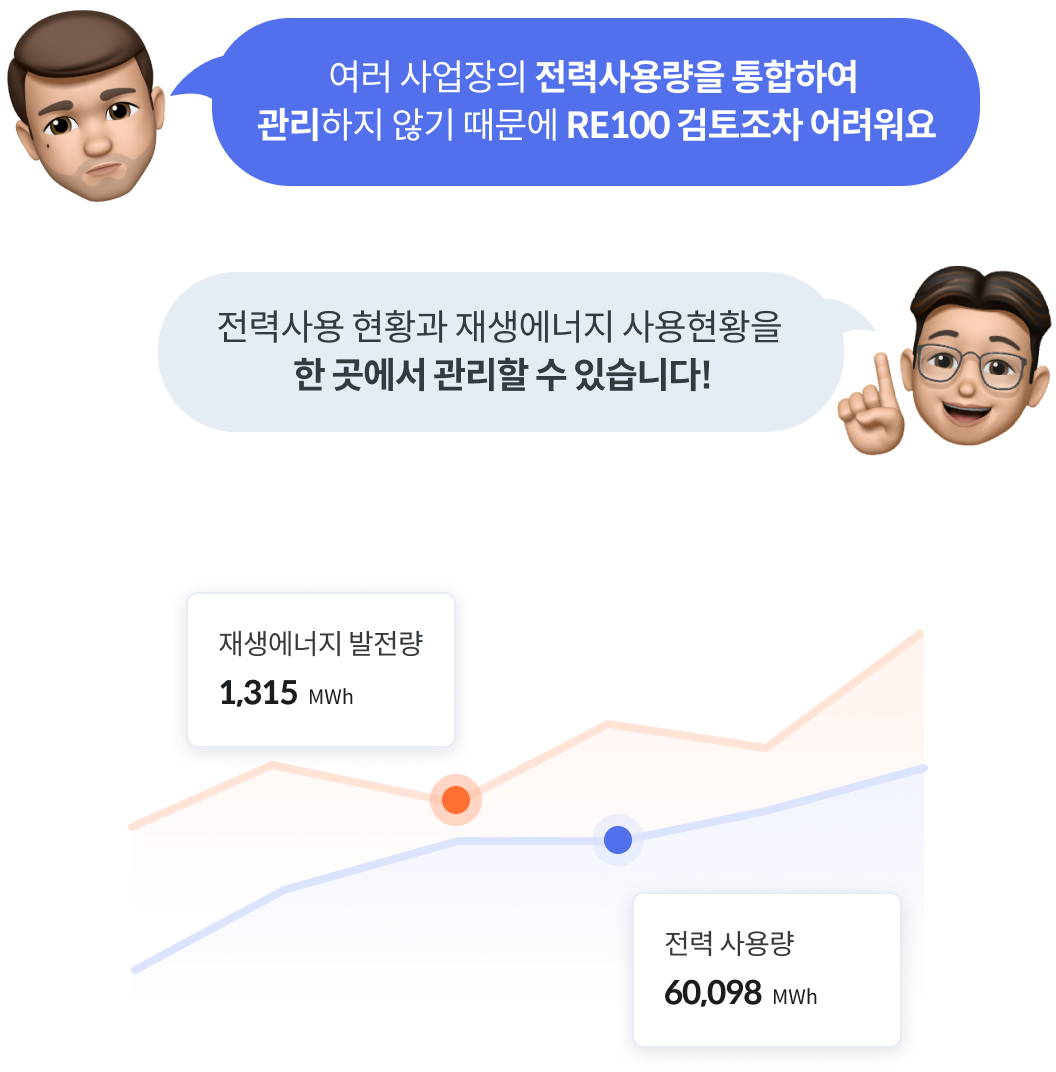 여러 사업장의 전력사용량을 통합하여
관리하지 않기 때문에 RE100 검토조차 어려워요
전력사용 현황과 재생에너지 사용현황을
한 곳에서 관리할 수 있습니다!
재생에너지 발전량
1,315 MWh
전력 사용량
60,098 MWh